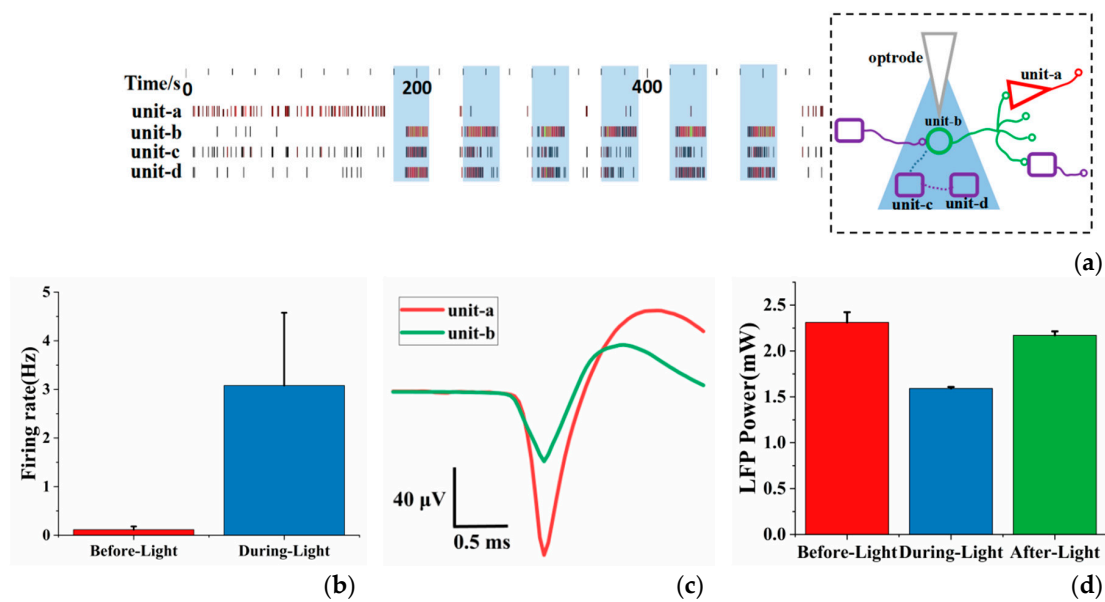 Time/s
0
200
400
unit-a
unit-b
unit-c
unit-d
optrode
unit-a
unit-b
unit-c
unit-d
(a)
Firing rate(Hz)
5
4
3
2
1
0
Before-Light
During-Light
(b)
unit-a
unit-b
40 μV
0.5 ms
(c)
LFP Power(mW)
2.5
2.0
1.5
1.0
0.5
0.0
Before-Light
During-Light
After-Light
(d)